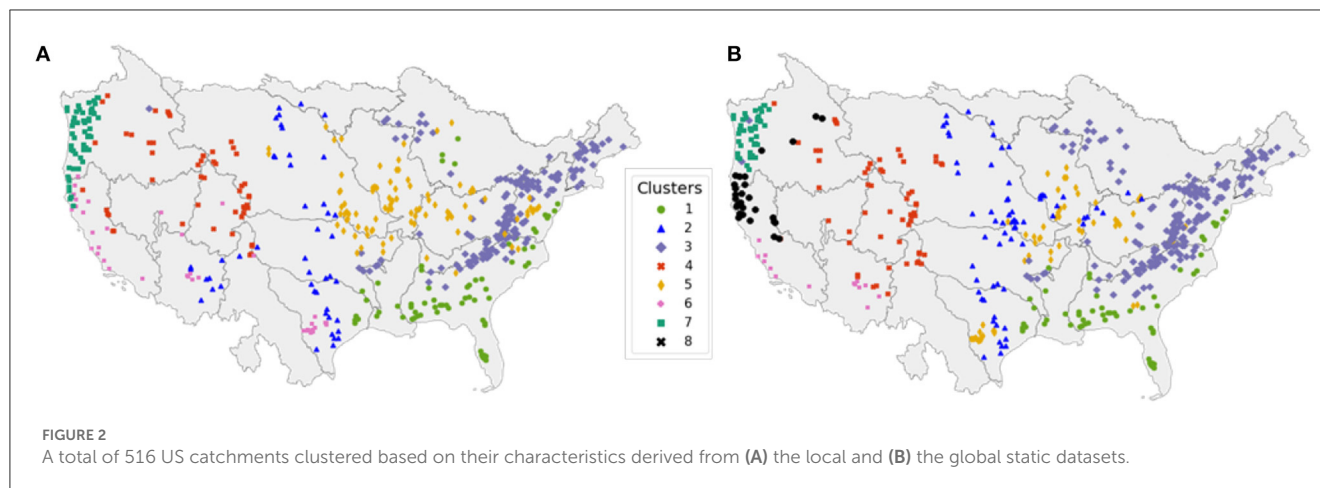 A
B
Clusters
1
2
3
4
5
6
7
8
FIGURE 2
A total of 516 US catchments clustered based on their characteristics derived from (A) the local and (B) the global static datasets.